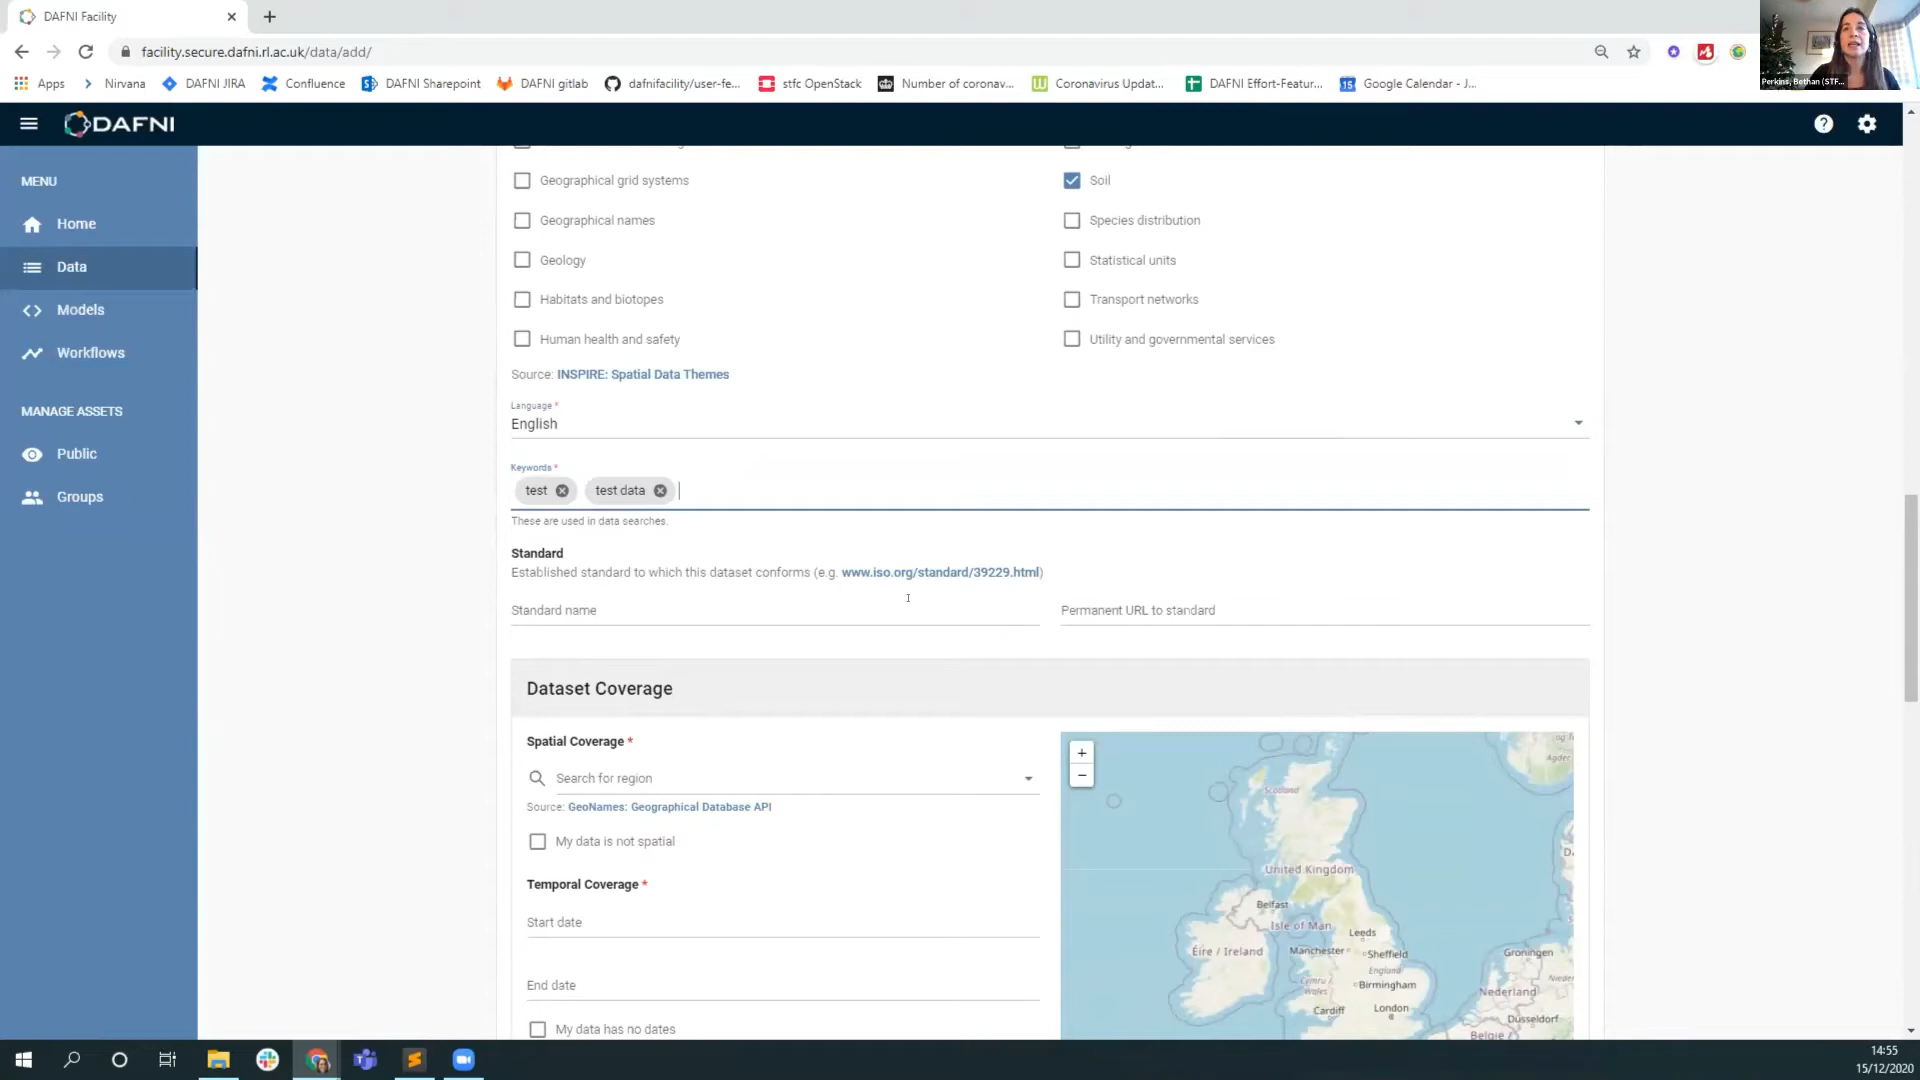 DAFNI Facility
facility.secure.dafni.rl.ac.uk/data/add/
Apps
Nirvana
DAFNI JIRA
Confluence
DAFNI Sharepoint
DAFNI gitlab
dafnifacility/user-fe...
stfc OpenStack
Number of coronav...
Coronavirus Updat...
DAFNI Effort-Featur...
Google Calendar - J...
Perkins, Bethan (STF...
DAFNI
MENU
Home
Data
Models
Workflows
MANAGE ASSETS
Public
Groups
Geographical grid systems
Soil
Geographical names
Species distribution
Geology
Statistical units
Habitats and biotopes
Transport networks
Human health and safety
Utility and governmental services
Source: INSPIRE: Spatial Data Themes
Language *
English
Keywords *
test
test data
These are used in data searches.
Standard
Established standard to which this dataset conforms (e.g. www.iso.org/standard/39229.html)
Standard name
Permanent URL to standard
Dataset Coverage
Spatial Coverage *
Search for region
Source: GeoNames: Geographical Database API
My data is not spatial
Temporal Coverage *
Start date
End date
My data has no dates
+
−
Agder
Scotland
United Kingdom
Belfast
Isle of Man
Leeds
Éire / Ireland
Manchester
Sheffield
Groningen
England
Cymru / Wales
Birmingham
Nederland
Cardiff
London
Düsseldorf
België
14:55
15/12/2020